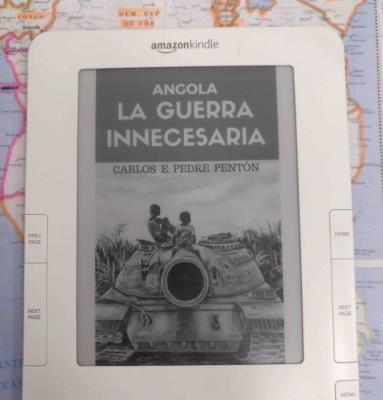 CONGO
DEM. REP
OF THE
amazonkindle
ANGOLA
LA GUERRA
INNECESARIA
CARLOS E. PEDRE PENTÓN
PREV
PAGE
HOME
NEXT
PAGE
NEXT
PAGE
MENU